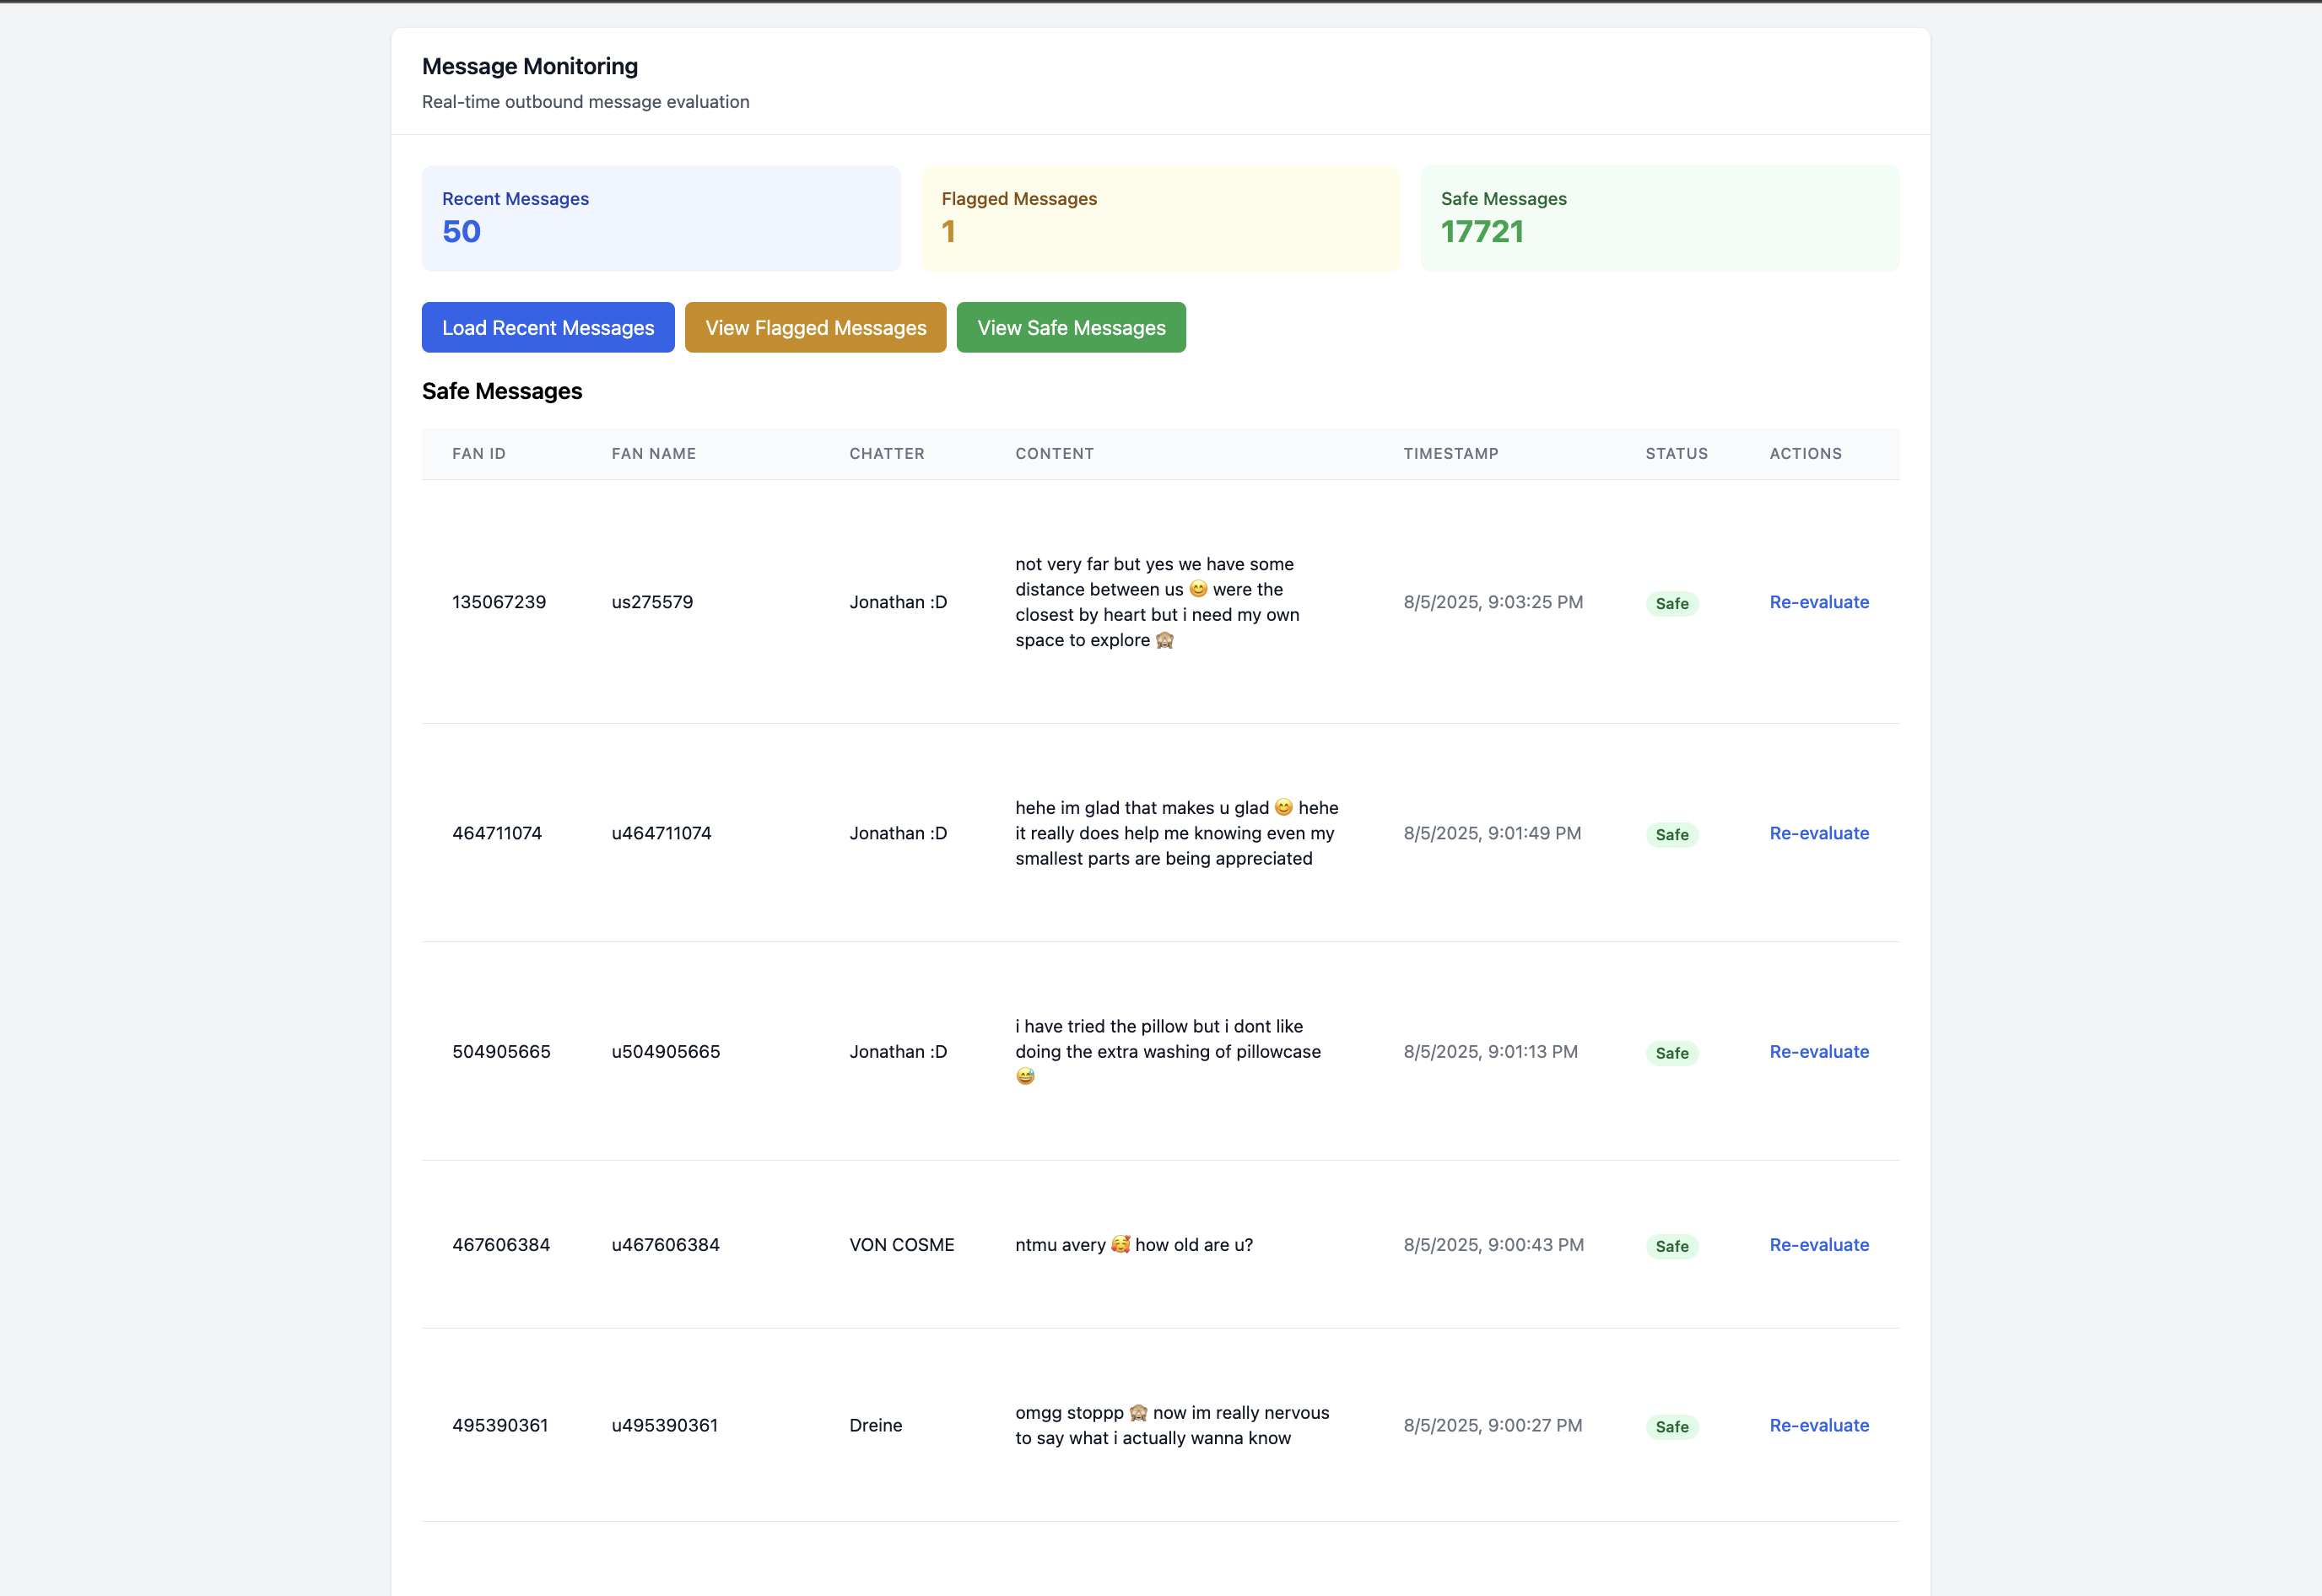 Message Monitoring
Real-time outbound message evaluation
Recent Messages
50
Flagged Messages
1
Safe Messages
17721
Load Recent Messages View Flagged Messages View Safe Messages
Safe Messages
FAN ID FAN NAME CHATTER CONTENT TIMESTAMP STATUS ACTIONS
135067239 us275579 Jonathan :D
not very far but yes we have some
distance between us 😊 were the
closest by heart but i need my own
space to explore 🙈
8/5/2025, 9:03:25 PM Safe Re-evaluate
464711074 u464711074 Jonathan :D
hehe im glad that makes u glad 😊 hehe
it really does help me knowing even my
smallest parts are being appreciated
8/5/2025, 9:01:49 PM Safe Re-evaluate
504905665 u504905665 Jonathan :D
i have tried the pillow but i dont like
doing the extra washing of pillowcase
😅
8/5/2025, 9:01:13 PM Safe Re-evaluate
467606384 u467606384 VON COSME
ntmu avery 🥰 how old are u?
8/5/2025, 9:00:43 PM Safe Re-evaluate
495390361 u495390361 Dreine
omgg stoppp 🙈 now im really nervous
to say what i actually wanna know
8/5/2025, 9:00:27 PM Safe Re-evaluate